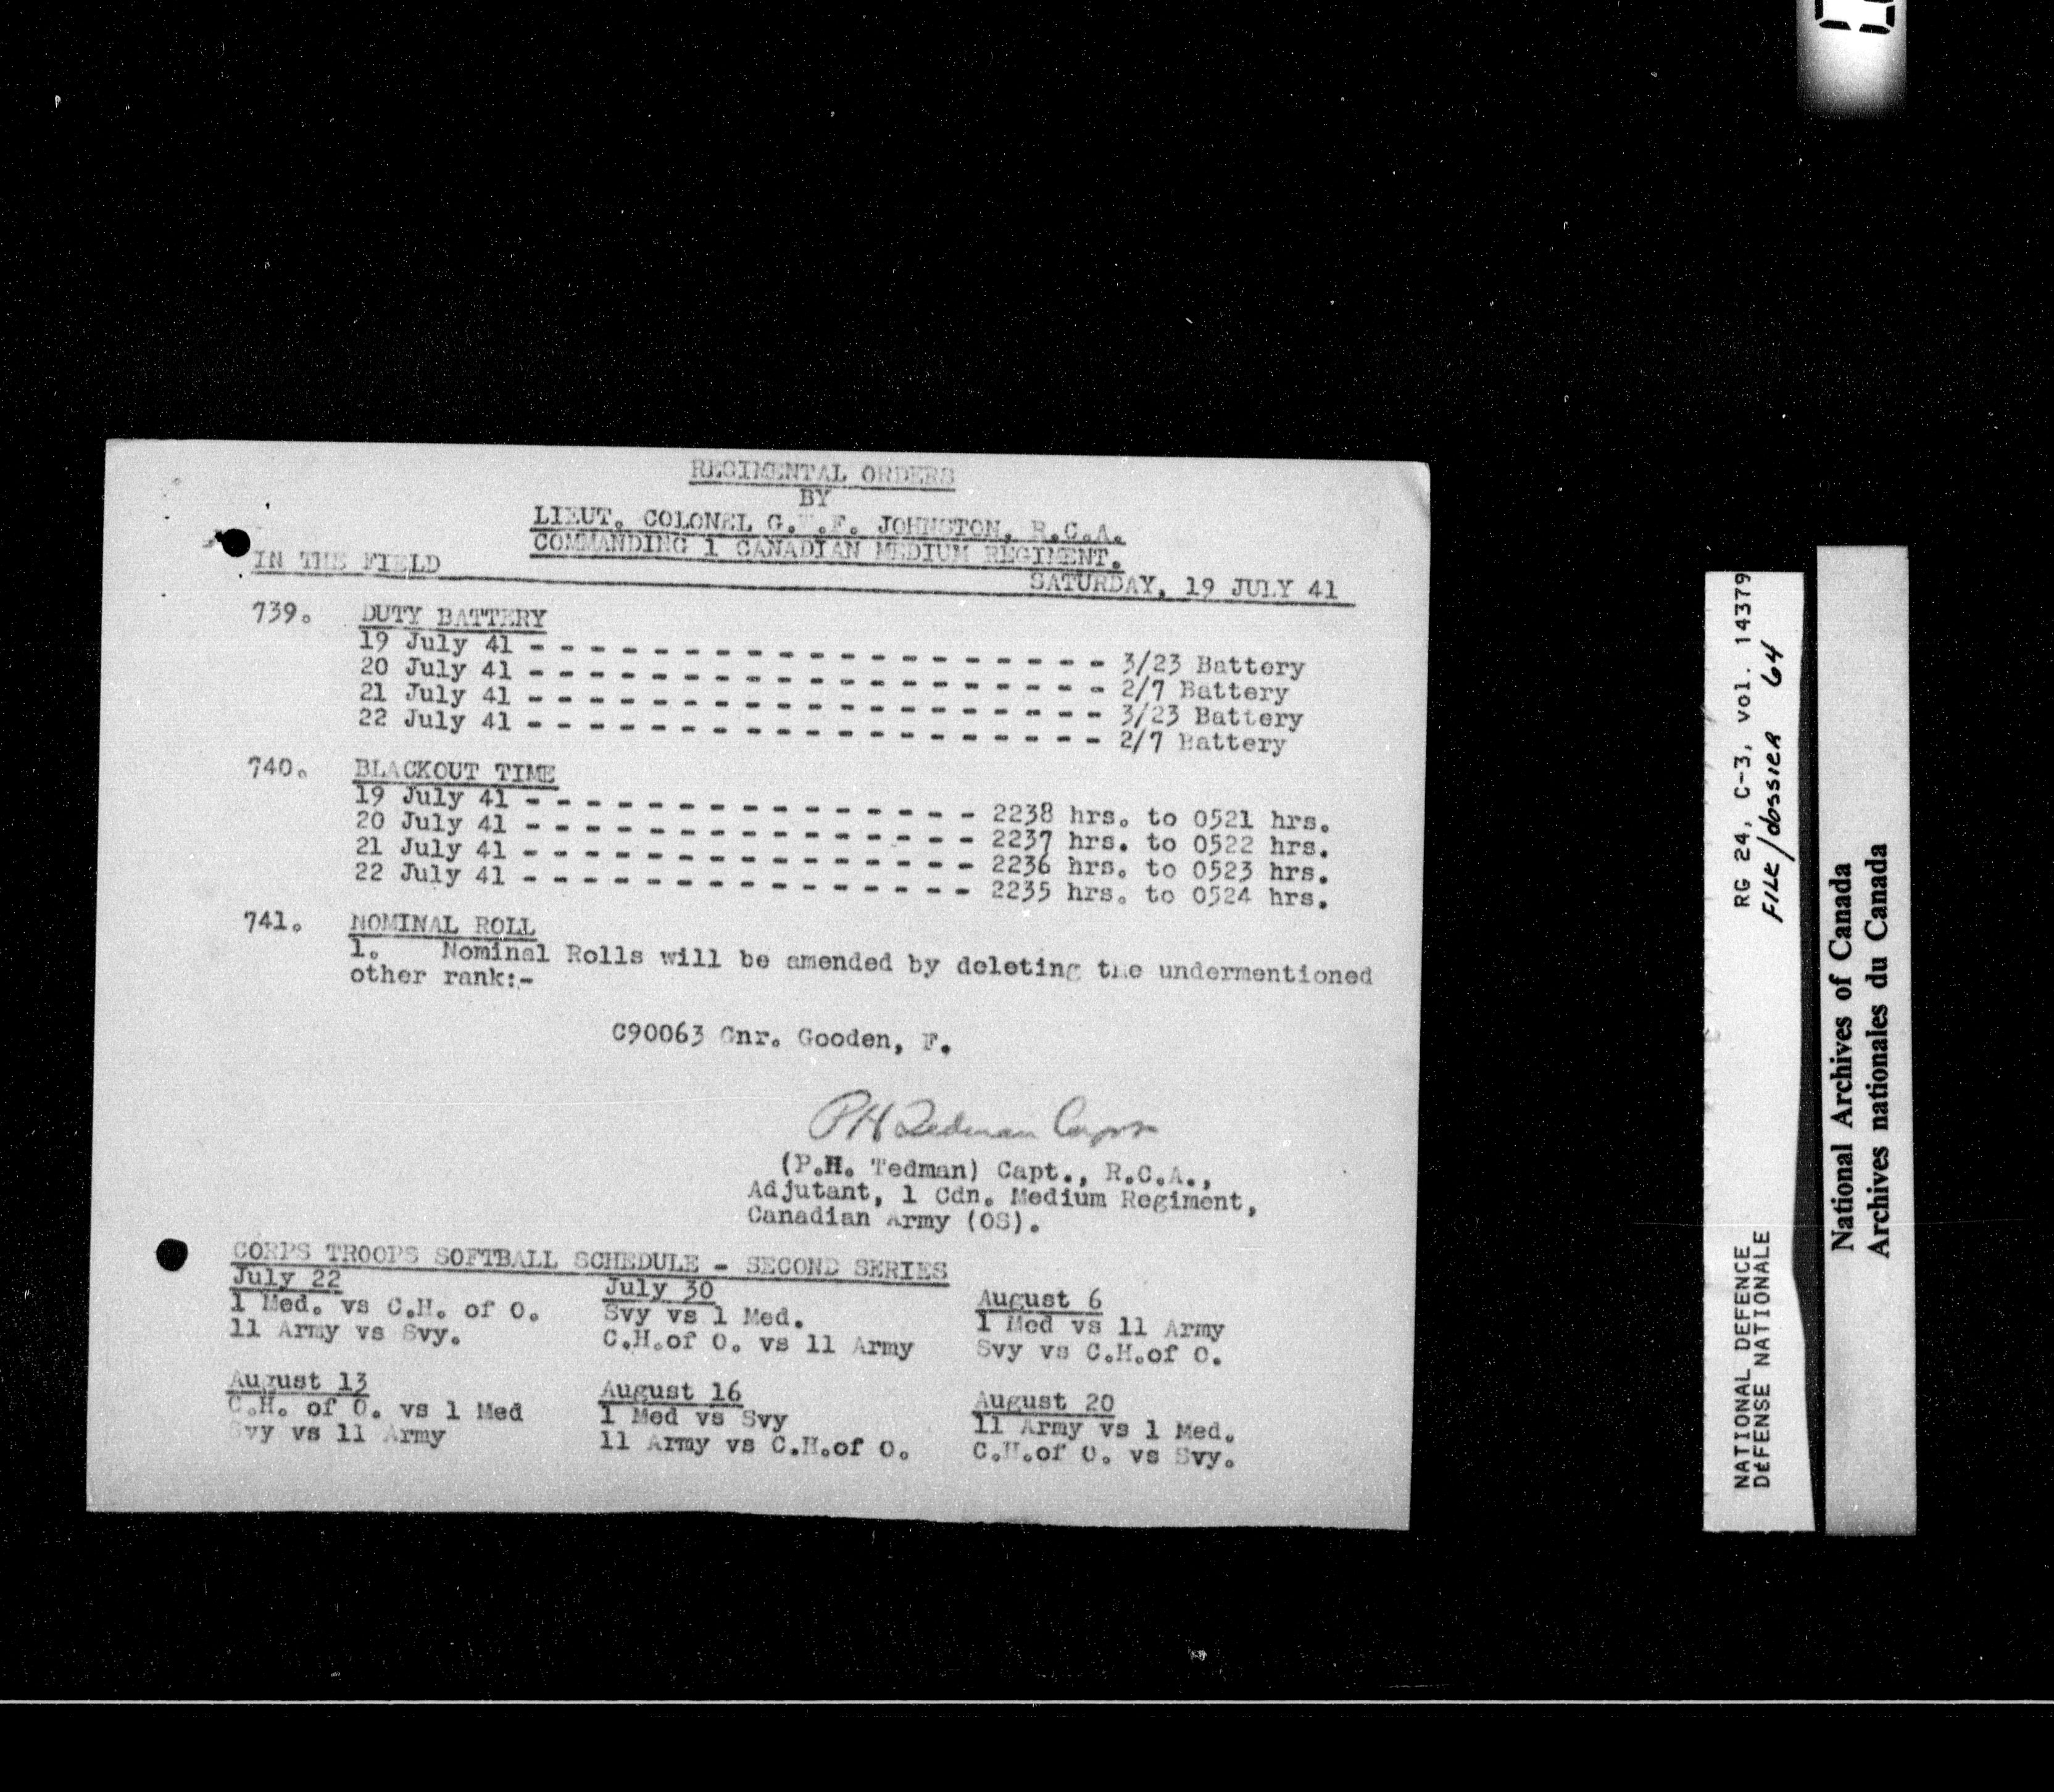 REGIMENTAL ORDERS
BY
LIEUT. COLONEL G.W.F. JOHNSTON, R.C.A.
COMMANDING 1 CANADIAN MEDIUM REGIMENT.
IN THE FIELD
SATURDAY, 19 JULY 41
739. DUTY BATTERY
19 July 41 - - - - - - - - - - - - - - - - - - - 3/23 Battery
20 July 41 - - - - - - - - - - - - - - - - - - - 2/7 Battery
21 July 41 - - - - - - - - - - - - - - - - - - - 3/23 Battery
22 July 41 - - - - - - - - - - - - - - - - - - - 2/7 Battery
740. BLACKOUT TIME
19 July 41 - - - - - - - - - - - - - - - 2238 hrs. to 0521 hrs.
20 July 41 - - - - - - - - - - - - - - - 2237 hrs. to 0522 hrs.
21 July 41 - - - - - - - - - - - - - - - 2236 hrs. to 0523 hrs.
22 July 41 - - - - - - - - - - - - - - - 2235 hrs. to 0524 hrs.
741. NOMINAL ROLL
1. Nominal Rolls will be amended by deleting the undermentioned
other rank:-
C90063 Gnr. Gooden, F.
PH Tedman Capt
(P.H. Tedman) Capt., R.C.A.,
Adjutant, 1 Cdn. Medium Regiment,
Canadian Army (OS).
CORPS TROOPS SOFTBALL SCHEDULE - SECOND SERIES
July 22
1 Med. vs C.H. of O.
11 Army vs Svy.
July 30
Svy vs 1 Med.
C.H.of O. vs 11 Army
August 6
1 Med vs 11 Army
Svy vs C.H.of O.
August 13
C.H. of O. vs 1 Med
Svy vs 11 Army
August 16
1 Med vs Svy
11 Army vs C.H.of O.
August 20
11 Army vs 1 Med.
C.H.of O. vs Svy.
NATIONAL DEFENCE
DÉFENSE NATIONALE
RG 24, C-3, vol. 14379
FILE/dossier 64
National Archives of Canada
Archives nationales du Canada